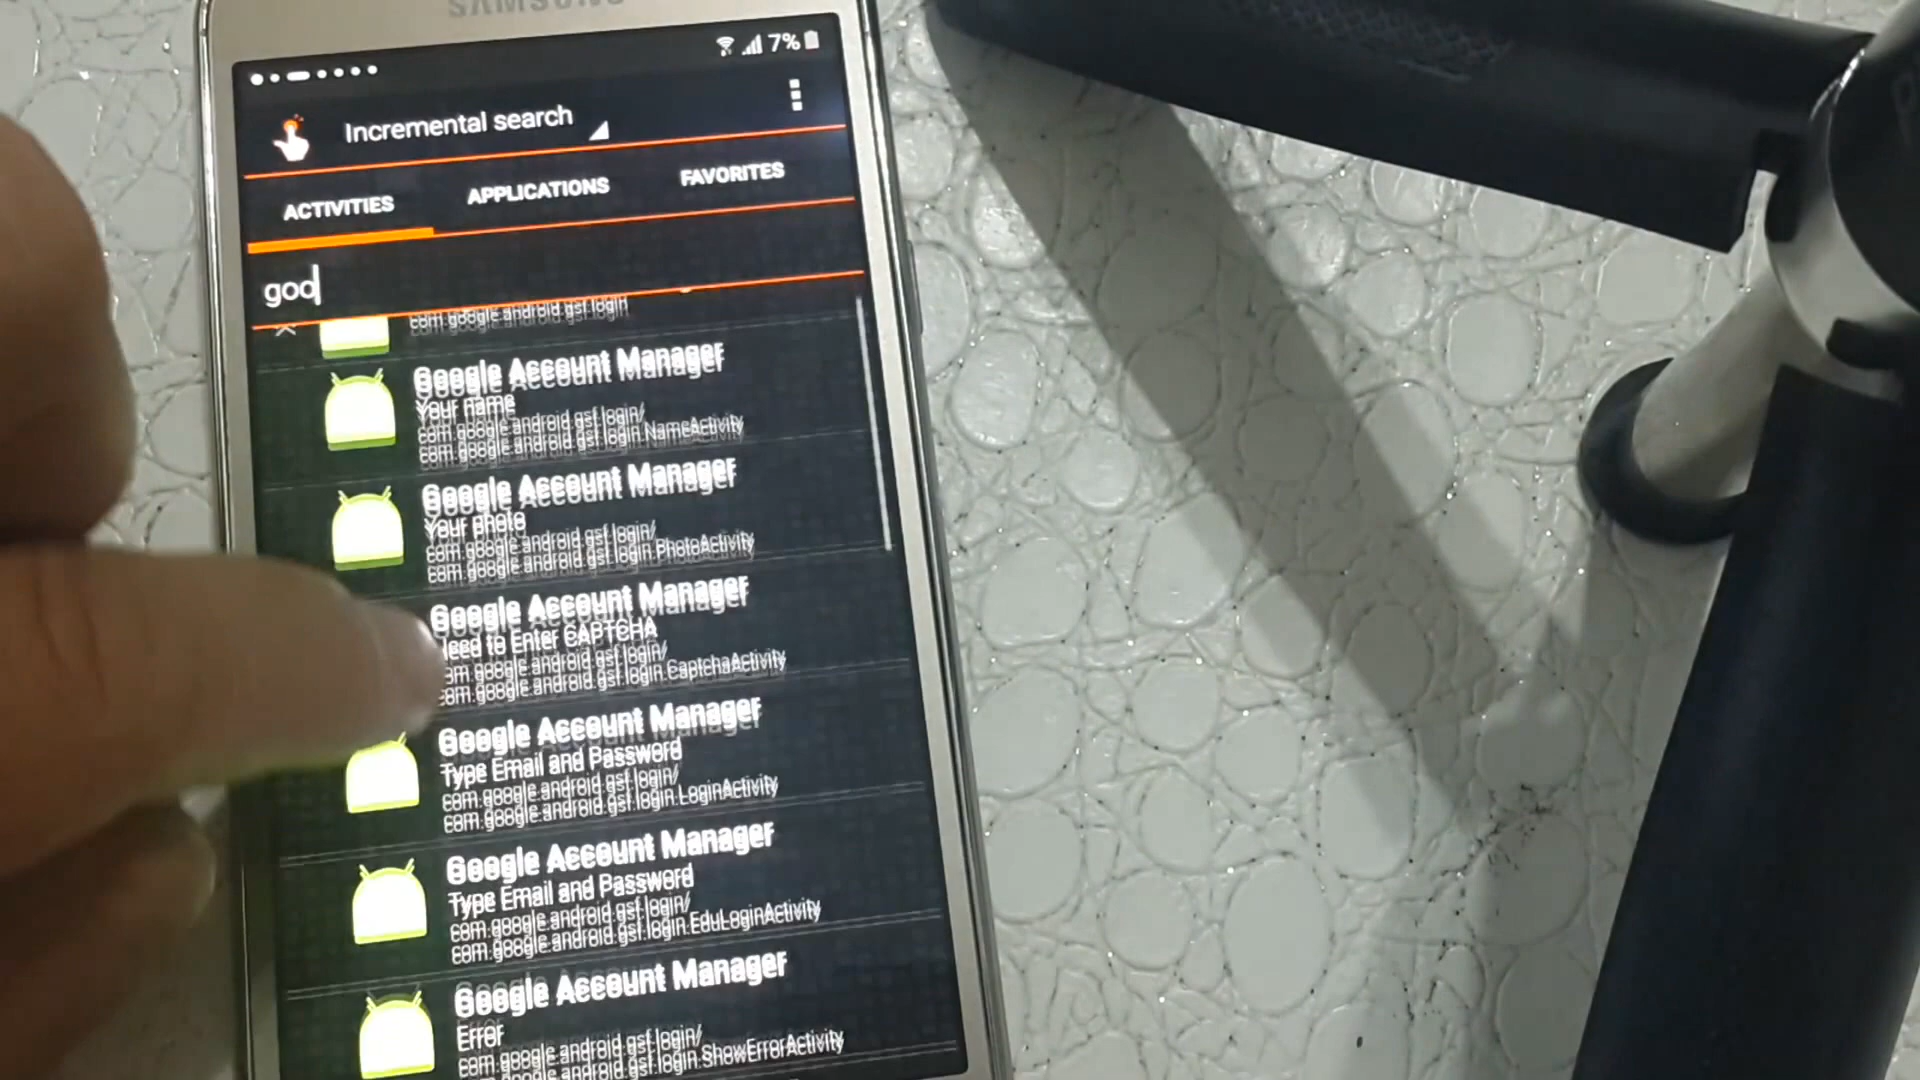 SAMSUNG
7%
Incremental search
ACTIVITIES
APPLICATIONS
FAVORITES
goo
com.google.android.gsf.login
Google Account Manager
Your name
com.google.android.gsf.login/
com.google.android.gsf.login.NameActivity
Google Account Manager
Your photo
com.google.android.gsf.login/
com.google.android.gsf.login.PhotoActivity
Google Account Manager
Need to Enter CAPTCHA
com.google.android.gsf.login/
com.google.android.gsf.login.CaptchaActivity
Google Account Manager
Type Email and Password
com.google.android.gsf.login/
com.google.android.gsf.login.LoginActivity
Google Account Manager
Type Email and Password
com.google.android.gsf.login/
com.google.android.gsf.login.EduLoginActivity
Google Account Manager
Error
com.google.android.gsf.login/
com.google.android.gsf.login.ShowErrorActivity